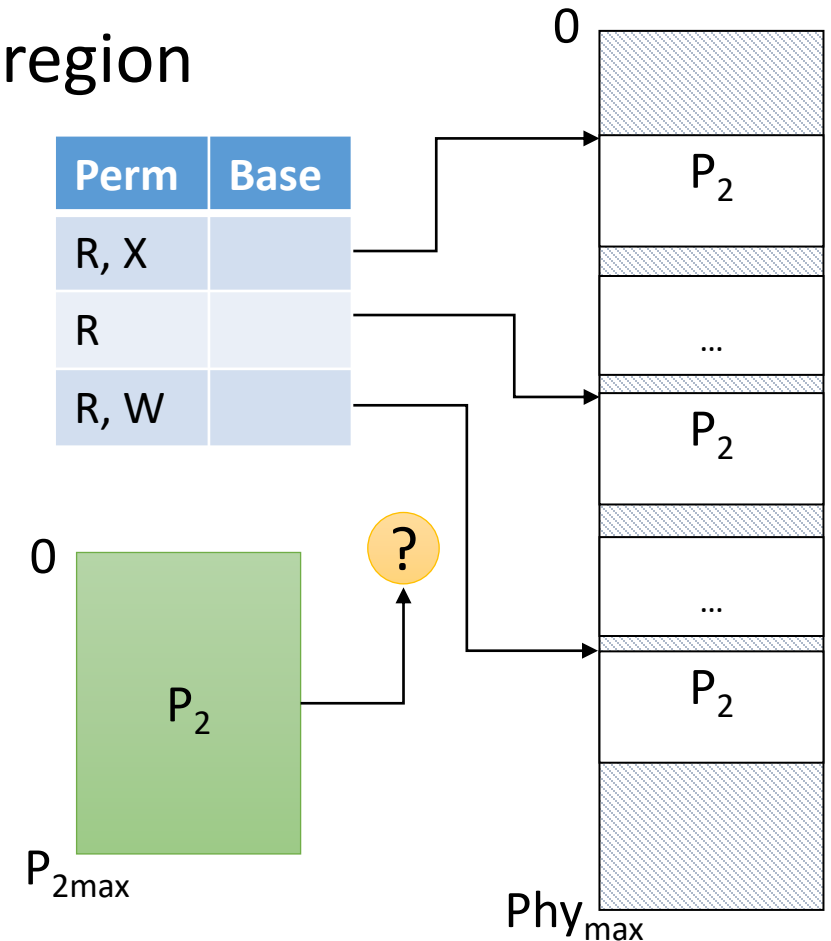 region
Perm Base
R, X
R
R, W
0
P2
P2max
?
0
P2
...
P2
...
P2
Phymax